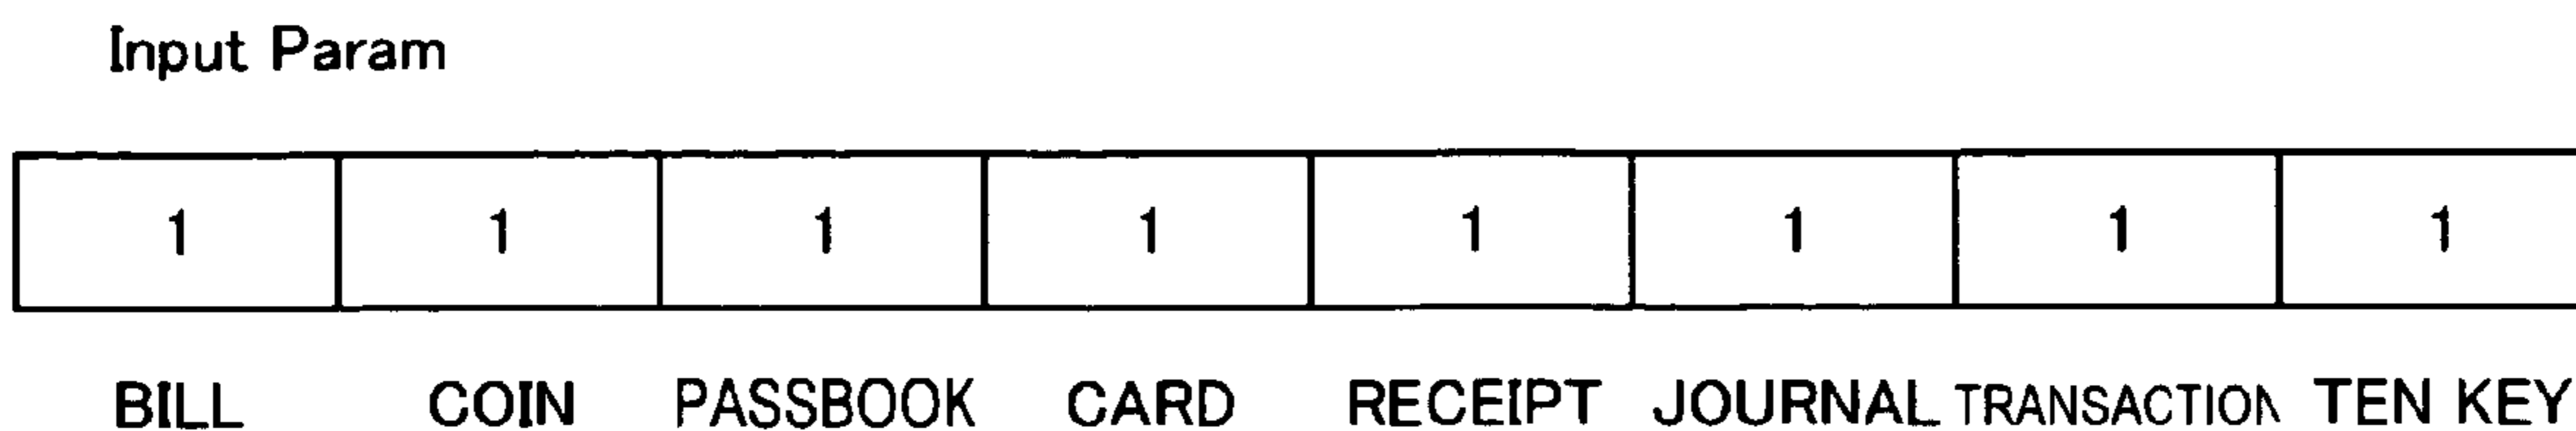 Input Param
1 1 1 1 1 1 1 1
BILL COIN PASSBOOK CARD RECEIPT JOURNAL TRANSACTION TEN KEY